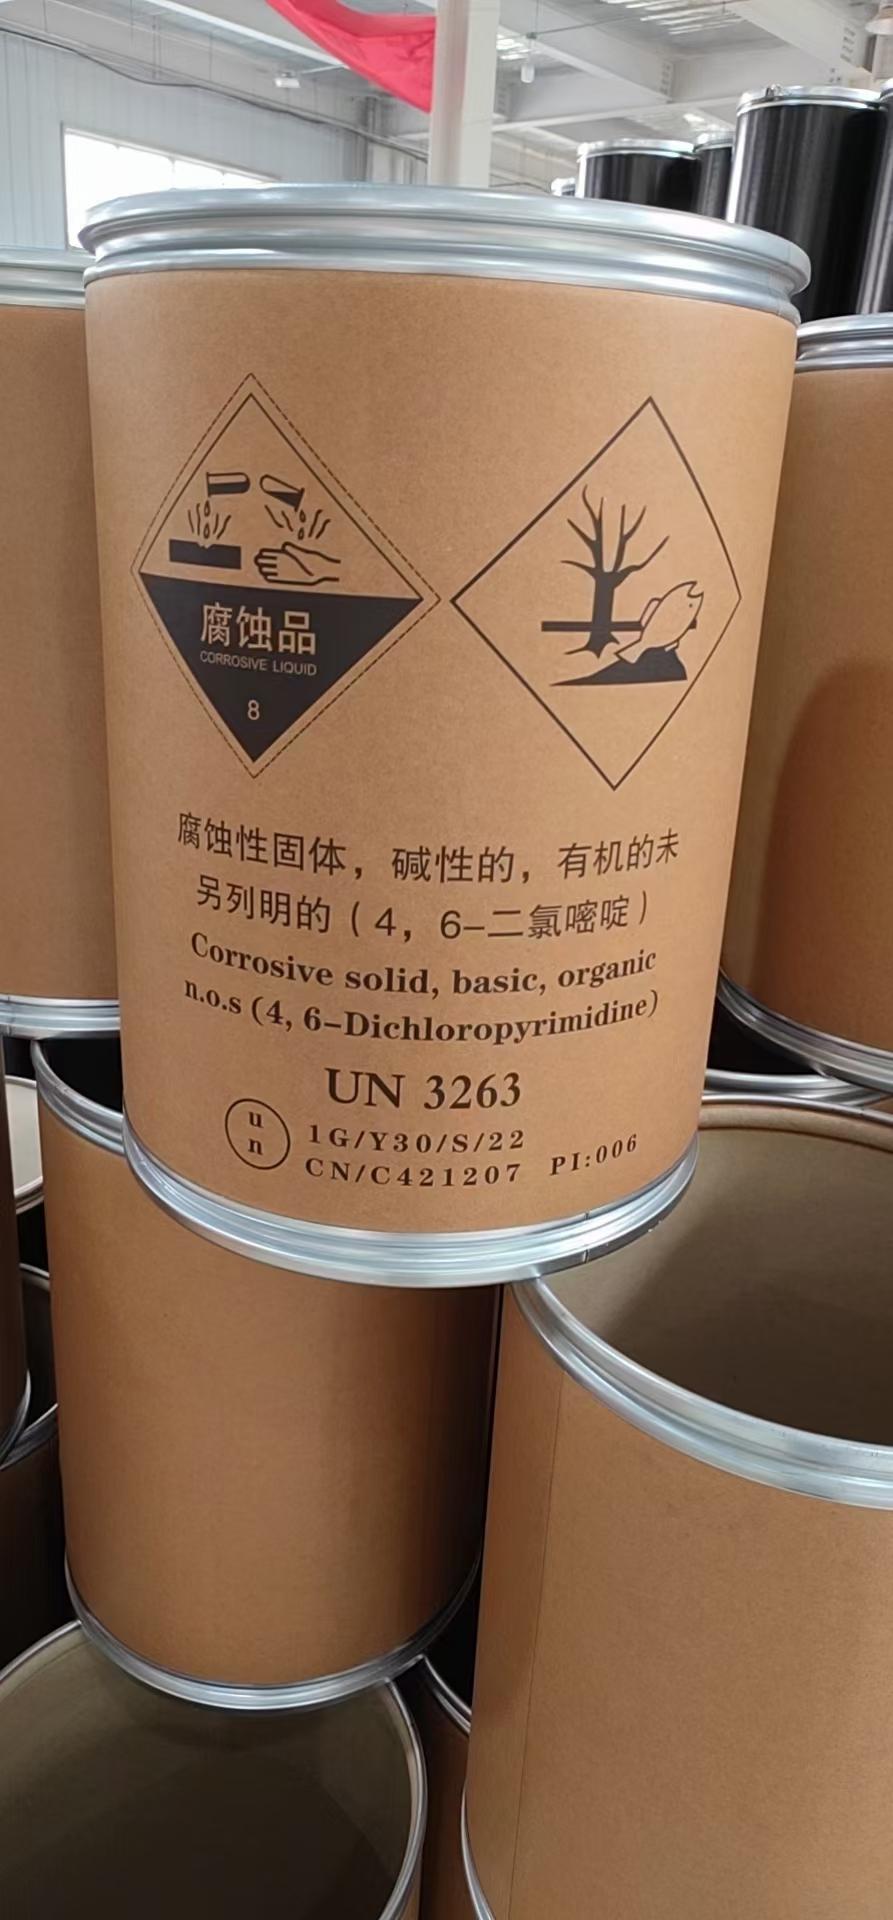 腐蚀品
CORROSIVE LIQUID
8
腐蚀性固体，碱性的，有机的未
另列明的（4，6-二氯嘧啶）
Corrosive solid, basic, organic
n.o.s (4, 6-Dichloropyrimidine)
UN 3263
u
n
1G/Y30/S/22
CN/C421207 PI:006